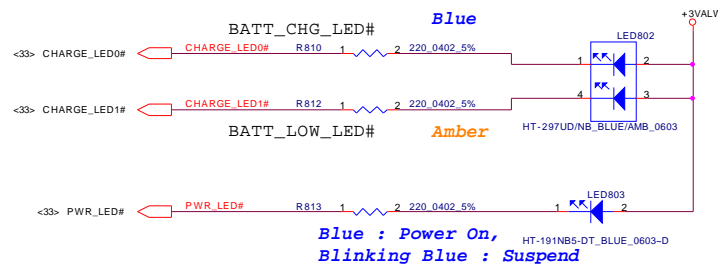 Blue
+3VALW
BATT_CHG_LED#
LED802
<33> CHARGE_LED0# CHARGE_LED0# R810 1 2 220_0402_5% 1 2
<33> CHARGE_LED1# CHARGE_LED1# R812 1 2 220_0402_5% 4 3
BATT_LOW_LED# Amber HT-297UD/NB_BLUE/AMB_0603
LED803
<33> PWR_LED# PWR_LED# R813 1 2 220_0402_5% 1 2
HT-191NB5-DT_BLUE_0603-D
Blue : Power On,
Blinking Blue : Suspend